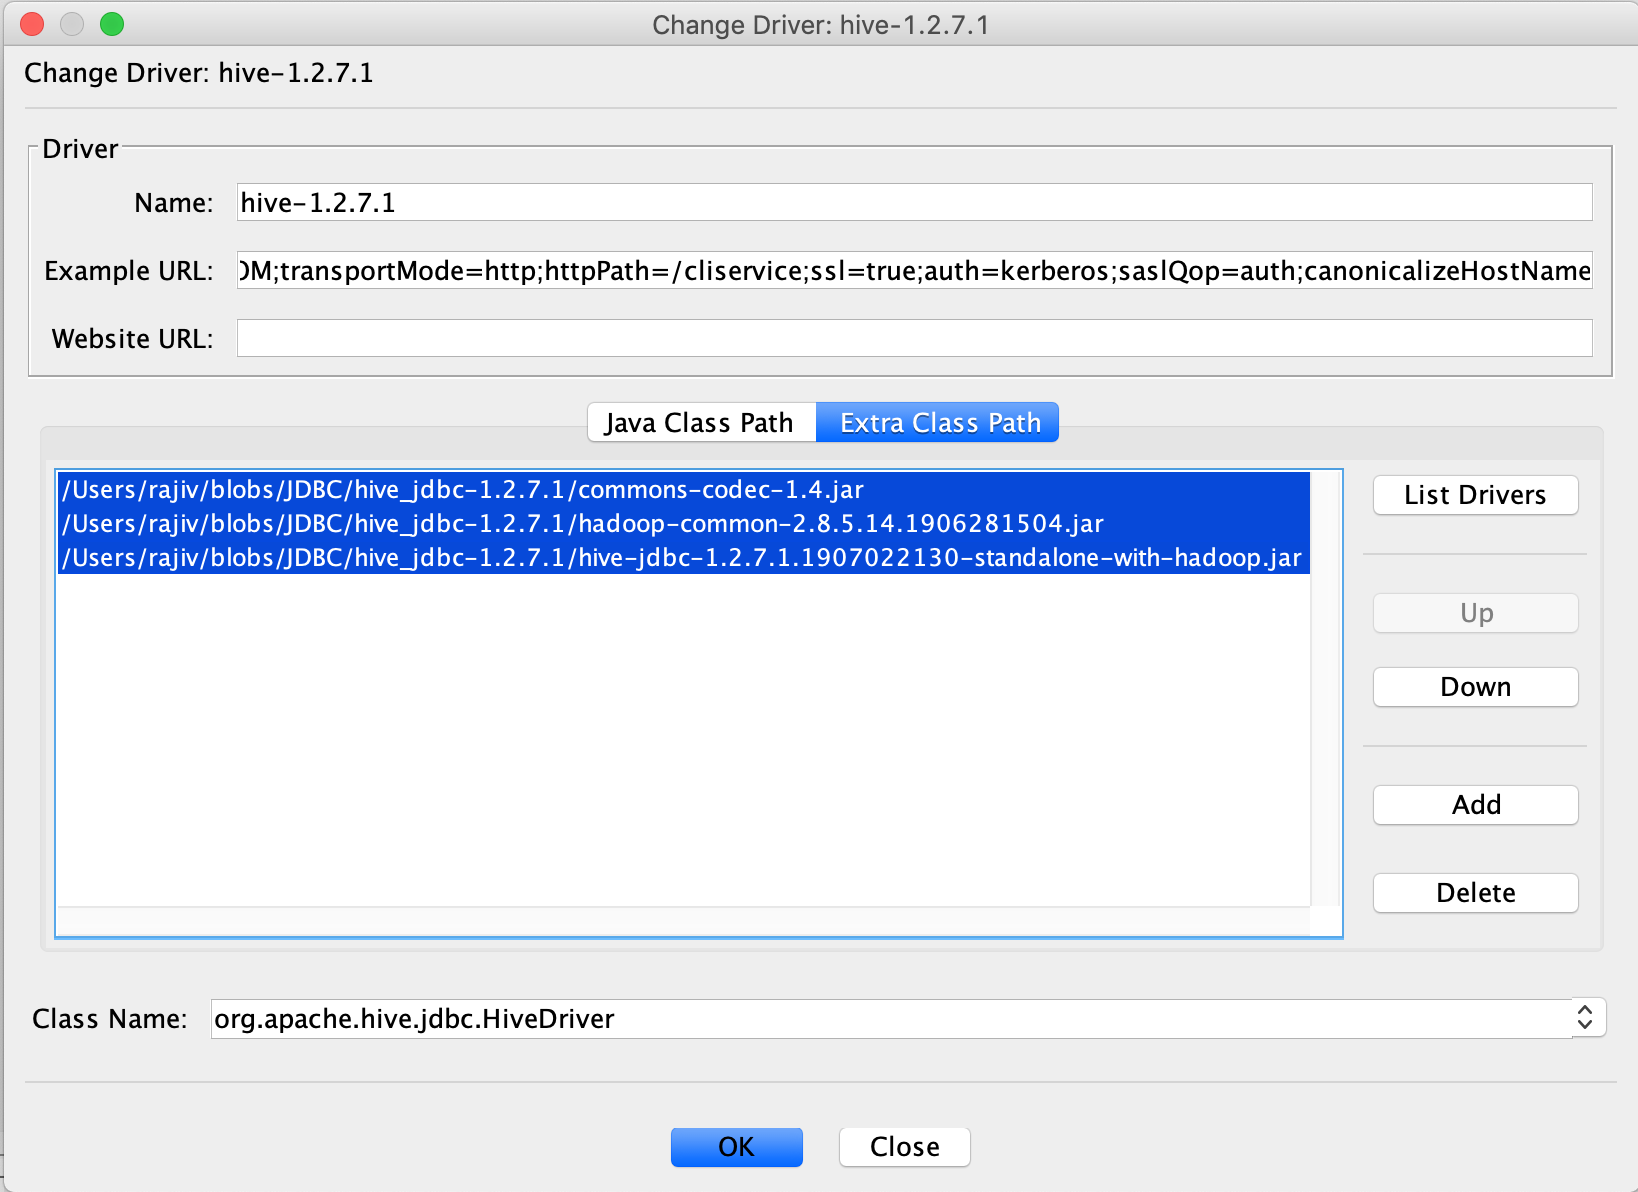 Change Driver: hive-1.2.7.1
Change Driver: hive-1.2.7.1
Driver
Name: hive-1.2.7.1
Example URL: OM;transportMode=http;httpPath=/cliservice;ssl=true;auth=kerberos;saslQop=auth;canonicalizeHostName
Website URL:
Java Class Path Extra Class Path
/Users/rajiv/blobs/JDBC/hive_jdbc-1.2.7.1/commons-codec-1.4.jar
/Users/rajiv/blobs/JDBC/hive_jdbc-1.2.7.1/hadoop-common-2.8.5.14.1906281504.jar
/Users/rajiv/blobs/JDBC/hive_jdbc-1.2.7.1/hive-jdbc-1.2.7.1.1907022130-standalone-with-hadoop.jar
List Drivers
Up
Down
Add
Delete
Class Name: org.apache.hive.jdbc.HiveDriver
OK Close